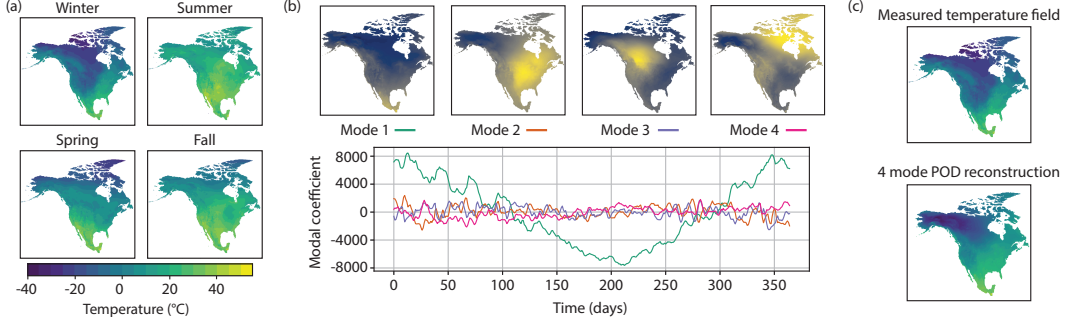 (a)
Winter
Summer
Spring
Fall
-40
-20
0
20
40
Temperature (°C)
(b)
Mode 1
Mode 2
Mode 3
Mode 4
Modal coefficient
8000
4000
0
-4000
-8000
0
50
100
150
200
250
300
350
Time (days)
(c)
Measured temperature field
4 mode POD reconstruction